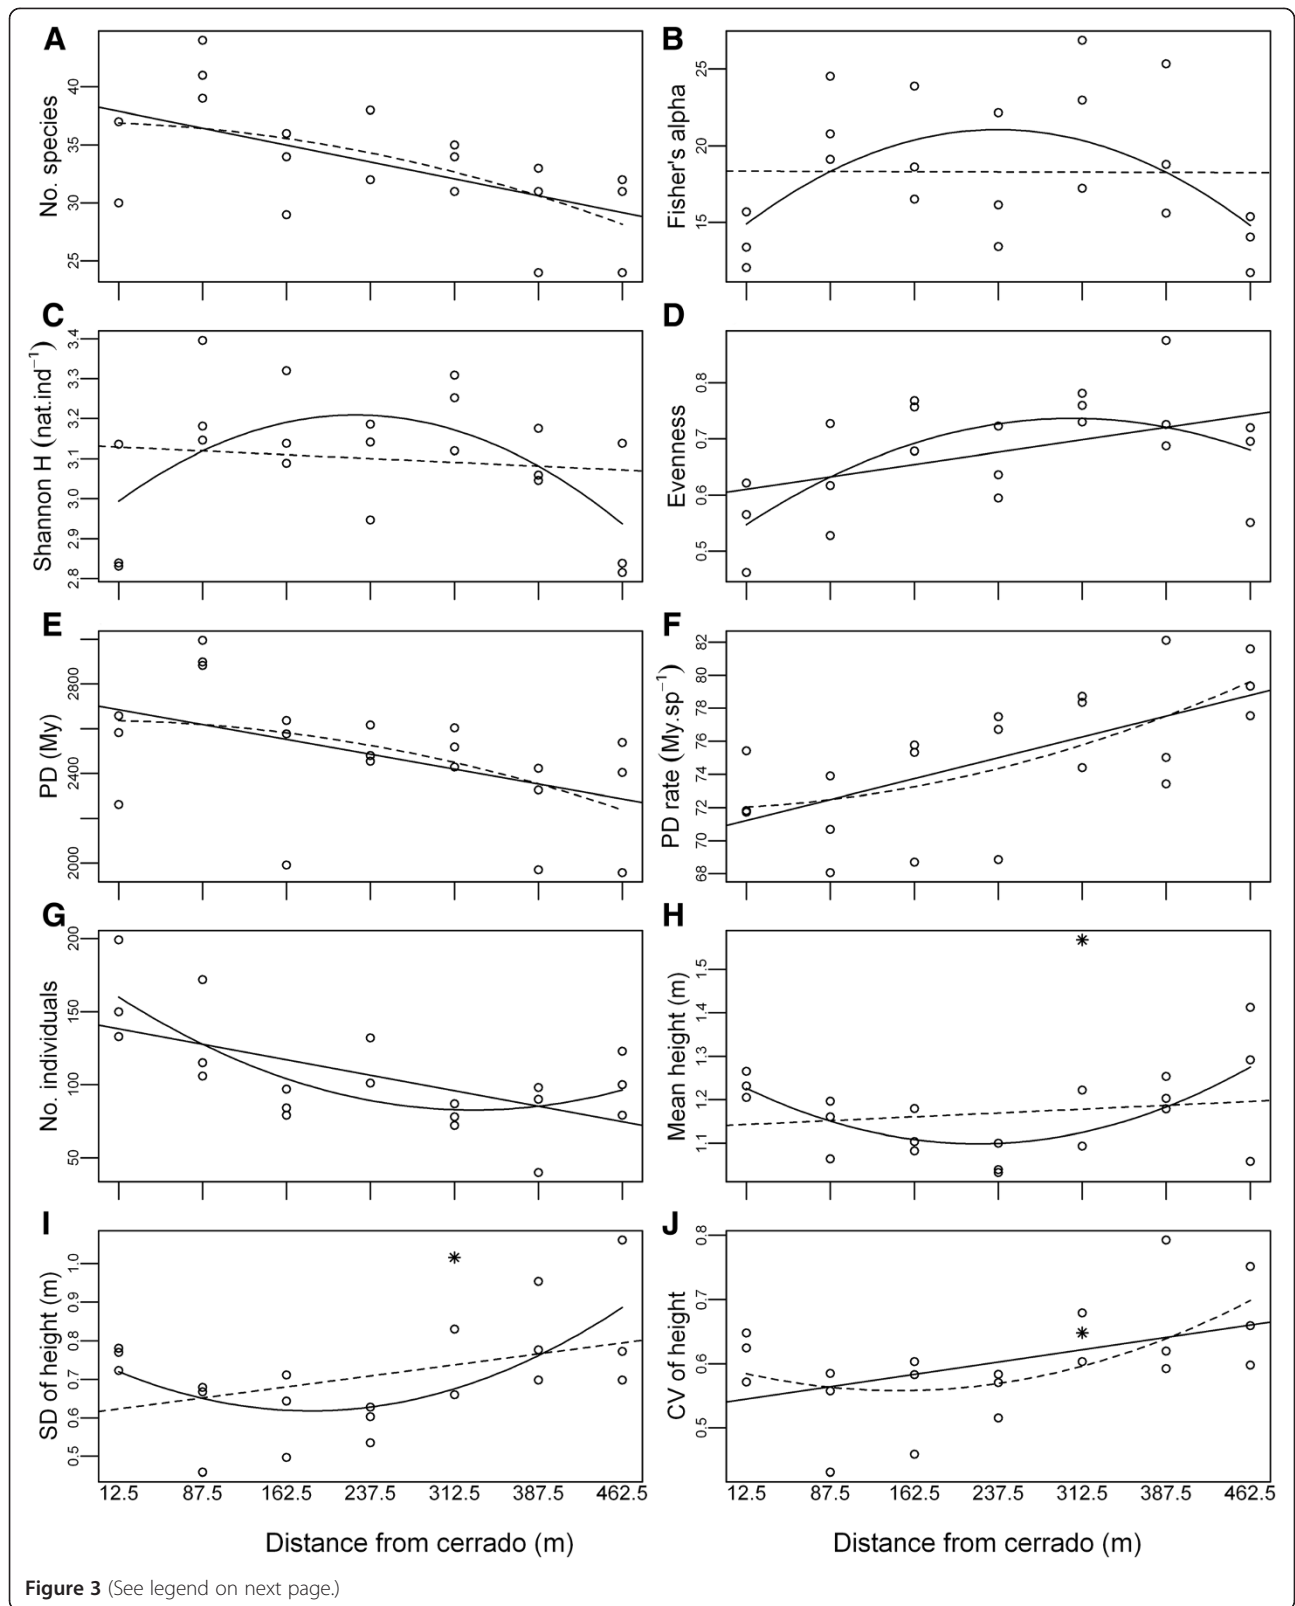 A
No. species
40
35
30
25
B
Fisher's alpha
25
20
15
C
Shannon H (nat.ind⁻¹)
3.4
3.3
3.2
3.1
3.0
2.9
2.8
D
Evenness
0.8
0.7
0.6
0.5
E
PD (My)
2800
2400
2000
F
PD rate (My.sp⁻¹)
82
80
78
76
74
72
70
68
G
No. individuals
200
150
100
50
H
Mean height (m)
1.5
1.4
1.3
1.2
1.1
I
SD of height (m)
1.0
0.9
0.8
0.7
0.6
0.5
12.5 87.5 162.5 237.5 312.5 387.5 462.5
Distance from cerrado (m)
J
CV of height
0.8
0.7
0.6
0.5
12.5 87.5 162.5 237.5 312.5 387.5 462.5
Distance from cerrado (m)
Figure 3 (See legend on next page.)